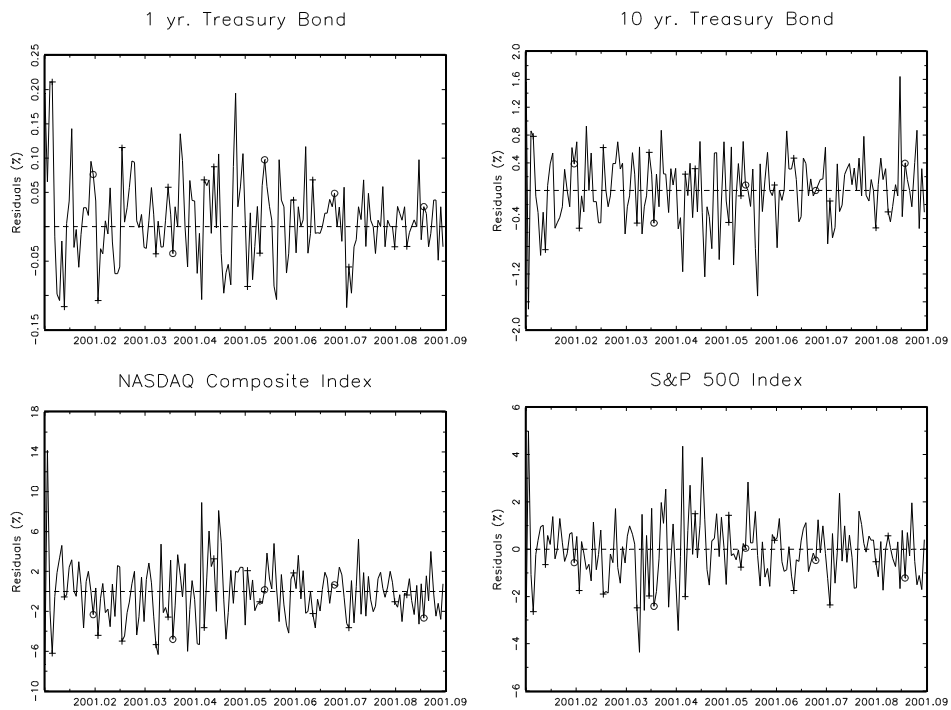 1 yr. Treasury Bond
Residuals (%)
0.25
0.20
0.15
0.10
0.05
−0.05
−0.15
2001.02 2001.03 2001.04 2001.05 2001.06 2001.07 2001.08 2001.09
10 yr. Treasury Bond
Residuals (%)
2.0
1.6
1.2
0.8
0.4
−0.4
−1.2
−2.0
2001.02 2001.03 2001.04 2001.05 2001.06 2001.07 2001.08 2001.09
NASDAQ Composite Index
Residuals (%)
18
14
10
6
2
−2
−6
−10
2001.02 2001.03 2001.04 2001.05 2001.06 2001.07 2001.08 2001.09
S&P 500 Index
Residuals (%)
6
4
2
0
−2
−4
−6
2001.02 2001.03 2001.04 2001.05 2001.06 2001.07 2001.08 2001.09